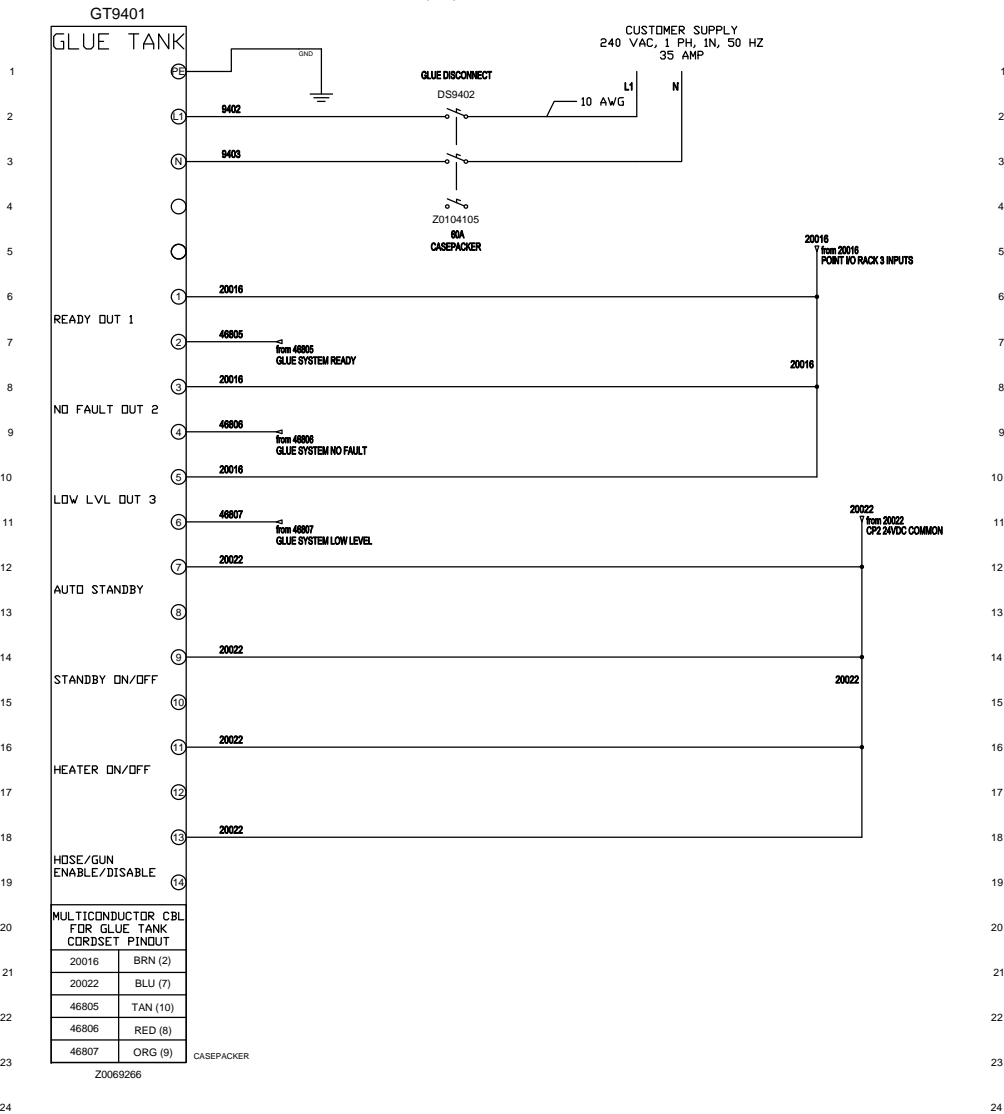 GT9401
GLUE TANK
CUSTOMER SUPPLY
240 VAC, 1 PH, 1N, 50 HZ
35 AMP
1
PE
GND
GLUE DISCONNECT
L1
N
1
DS9402
10 AWG
2
L1
9402
2
3
N
9403
3
4
Z0104105
4
60A
CASEPACKER
20016
from 20016
POINT I/O RACK 3 INPUTS
5
5
6
1
20016
6
READY OUT 1
7
2
46805
from 46805
GLUE SYSTEM READY
7
20016
8
3
20016
8
NO FAULT OUT 2
9
4
46806
from 46806
GLUE SYSTEM NO FAULT
9
10
5
20016
10
LOW LVL OUT 3
11
6
46807
from 46807
GLUE SYSTEM LOW LEVEL
20022
from 20022
CP2 24VDC COMMON
11
12
7
20022
12
AUTO STANDBY
13
8
13
14
9
20022
14
STANDBY ON/OFF
20022
15
10
15
16
11
20022
16
HEATER ON/OFF
17
12
17
18
13
20022
18
HOSE/GUN
ENABLE/DISABLE
19
14
19
MULTICONDUCTOR CBL
FOR GLUE TANK
CORDSET PINOUT
20
20
20016 BRN (2)
21
21
20022 BLU (7)
46805 TAN (10)
22
22
46806 RED (8)
46807 ORG (9)
CASEPACKER
23
23
Z0069266
24
24